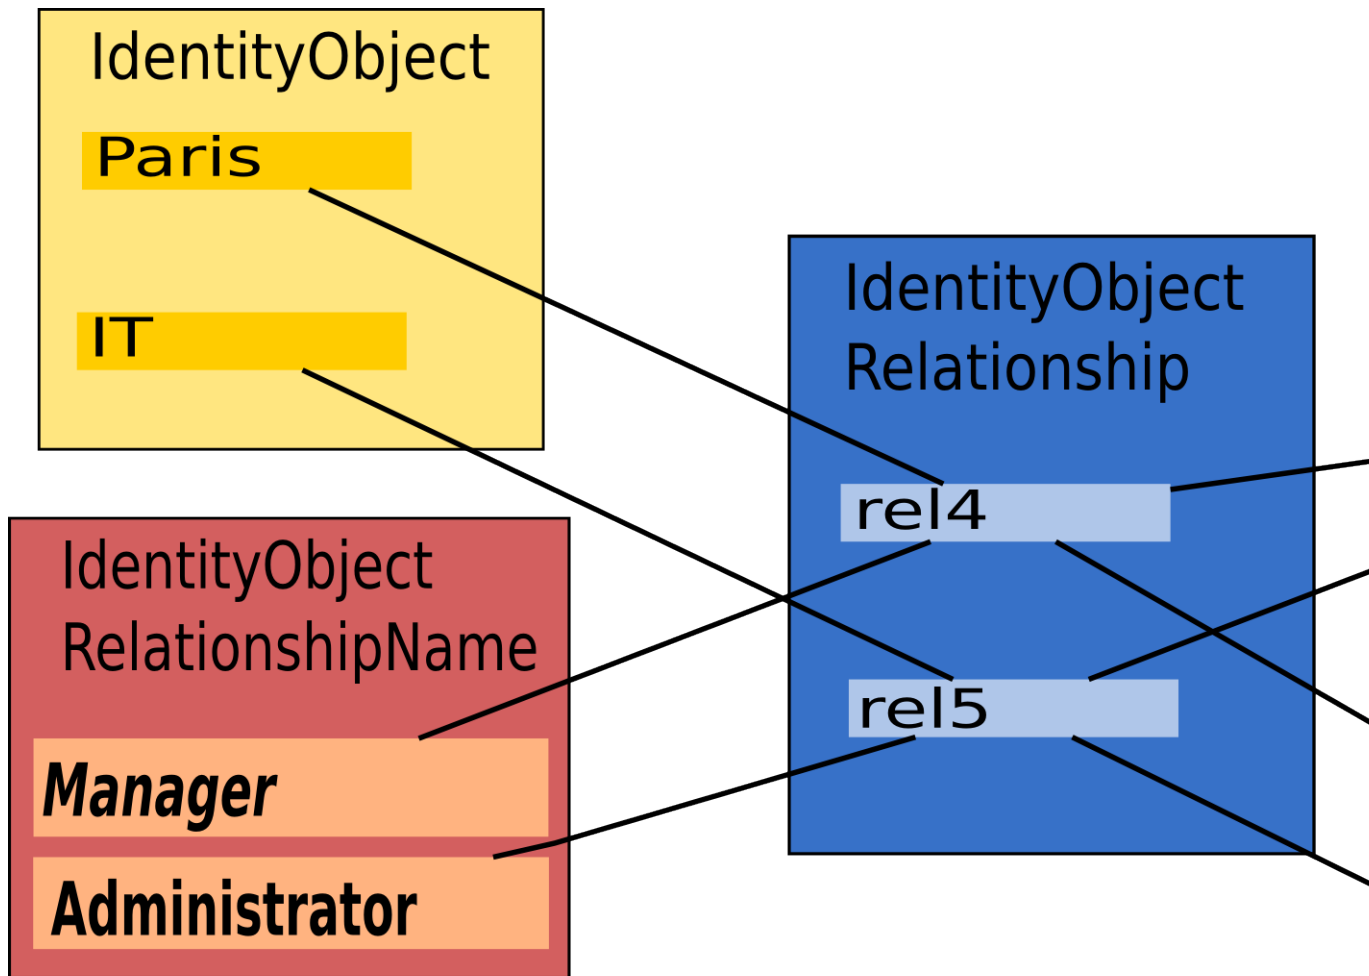 IdentityObject
Paris
IT
IdentityObject
RelationshipName
Manager
Administrator
IdentityObject
Relationship
rel4
rel5